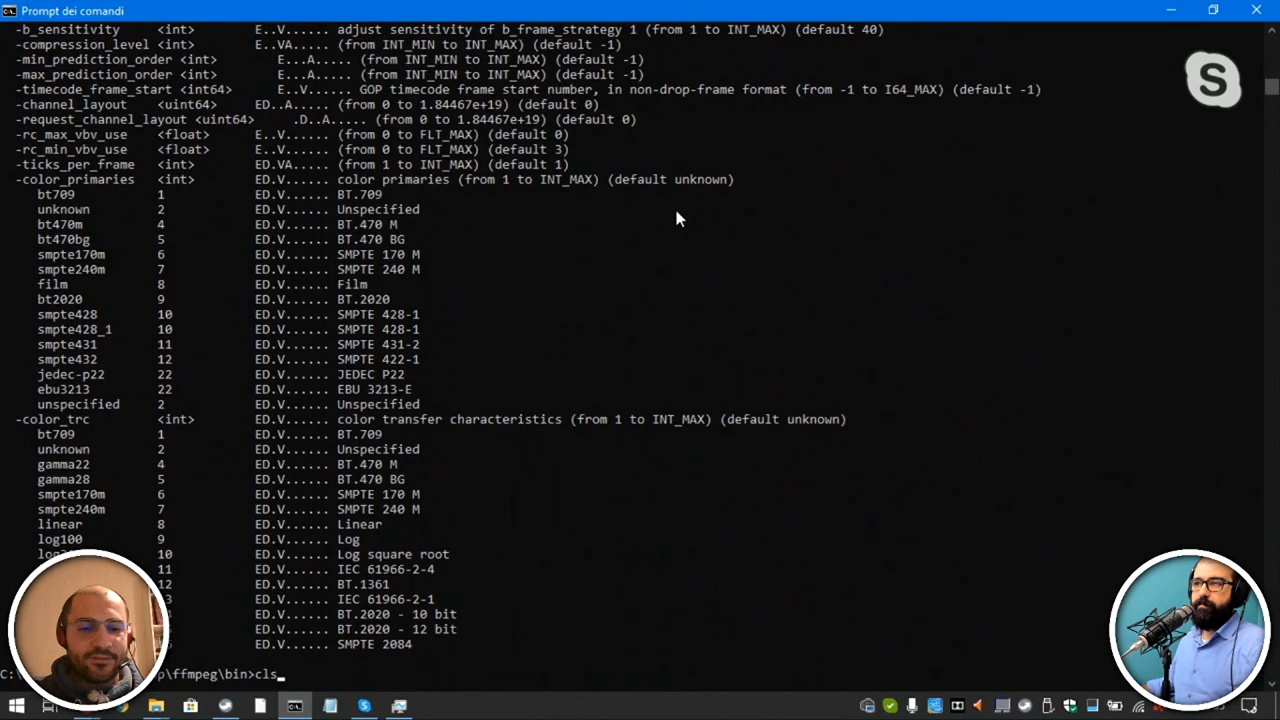 Prompt dei comandi
-b_sensitivity <int> E..V...... adjust sensitivity of b_frame_strategy 1 (from 1 to INT_MAX) (default 40)
-compression_level <int> E..VA..... (from INT_MIN to INT_MAX) (default -1)
-min_prediction_order <int> E...A..... (from INT_MIN to INT_MAX) (default -1)
-max_prediction_order <int> E...A..... (from INT_MIN to INT_MAX) (default -1)
-timecode_frame_start <int64> E..V...... GOP timecode frame start number, in non-drop-frame format (from -1 to I64_MAX) (default -1)
-channel_layout <uint64> ED..A..... (from 0 to 1.84467e+19) (default 0)
-request_channel_layout <uint64> .D..A..... (from 0 to 1.84467e+19) (default 0)
-rc_max_vbv_use <float> E..V...... (from 0 to FLT_MAX) (default 0)
-rc_min_vbv_use <float> E..V...... (from 0 to FLT_MAX) (default 3)
-ticks_per_frame <int> ED.VA..... (from 1 to INT_MAX) (default 1)
-color_primaries <int> ED.V...... color primaries (from 1 to INT_MAX) (default unknown)
bt709 1 ED.V...... BT.709
unknown 2 ED.V...... Unspecified
bt470m 4 ED.V...... BT.470 M
bt470bg 5 ED.V...... BT.470 BG
smpte170m 6 ED.V...... SMPTE 170 M
smpte240m 7 ED.V...... SMPTE 240 M
film 8 ED.V...... Film
bt2020 9 ED.V...... BT.2020
smpte428 10 ED.V...... SMPTE 428-1
smpte428_1 10 ED.V...... SMPTE 428-1
smpte431 11 ED.V...... SMPTE 431-2
smpte432 12 ED.V...... SMPTE 422-1
jedec-p22 22 ED.V...... JEDEC P22
ebu3213 22 ED.V...... EBU 3213-E
unspecified 2 ED.V...... Unspecified
-color_trc <int> ED.V...... color transfer characteristics (from 1 to INT_MAX) (default unknown)
bt709 1 ED.V...... BT.709
unknown 2 ED.V...... Unspecified
gamma22 4 ED.V...... BT.470 M
gamma28 5 ED.V...... BT.470 BG
smpte170m 6 ED.V...... SMPTE 170 M
smpte240m 7 ED.V...... SMPTE 240 M
linear 8 ED.V...... Linear
log100 9 ED.V...... Log
10 ED.V...... Log square root
11 ED.V...... IEC 61966-2-4
12 ED.V...... BT.1361
ED.V...... IEC 61966-2-1
ED.V...... BT.2020 - 10 bit
ED.V...... BT.2020 - 12 bit
ED.V...... SMPTE 2084
C:\ p\ffmpeg\bin>cls_